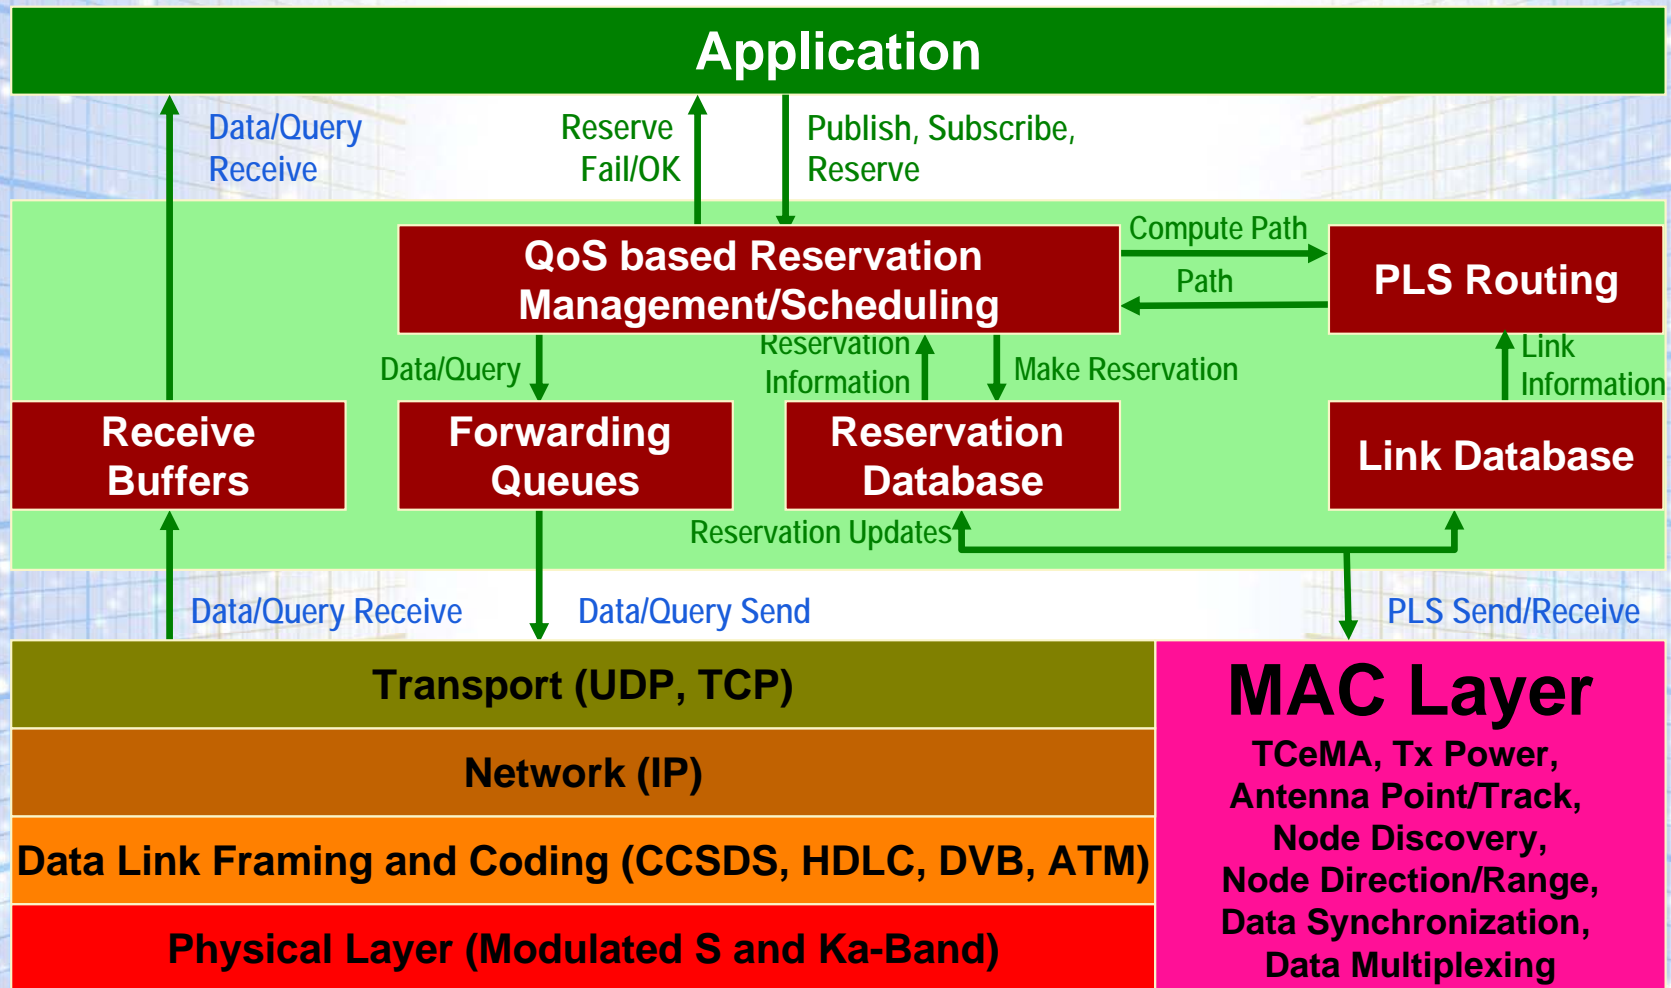 Application
Data/Query
Receive
Reserve
Fail/OK
Publish, Subscribe,
Reserve
QoS based Reservation
Management/Scheduling
Compute Path
Path
PLS Routing
Data/Query
Reservation
Information
Make Reservation
Link
Information
Receive
Buffers
Forwarding
Queues
Reservation
Database
Link Database
Reservation Updates
Data/Query Receive
Data/Query Send
PLS Send/Receive
Transport (UDP, TCP)
Network (IP)
Data Link Framing and Coding (CCSDS, HDLC, DVB, ATM)
Physical Layer (Modulated S and Ka-Band)
MAC Layer
TCeMA, Tx Power,
Antenna Point/Track,
Node Discovery,
Node Direction/Range,
Data Synchronization,
Data Multiplexing